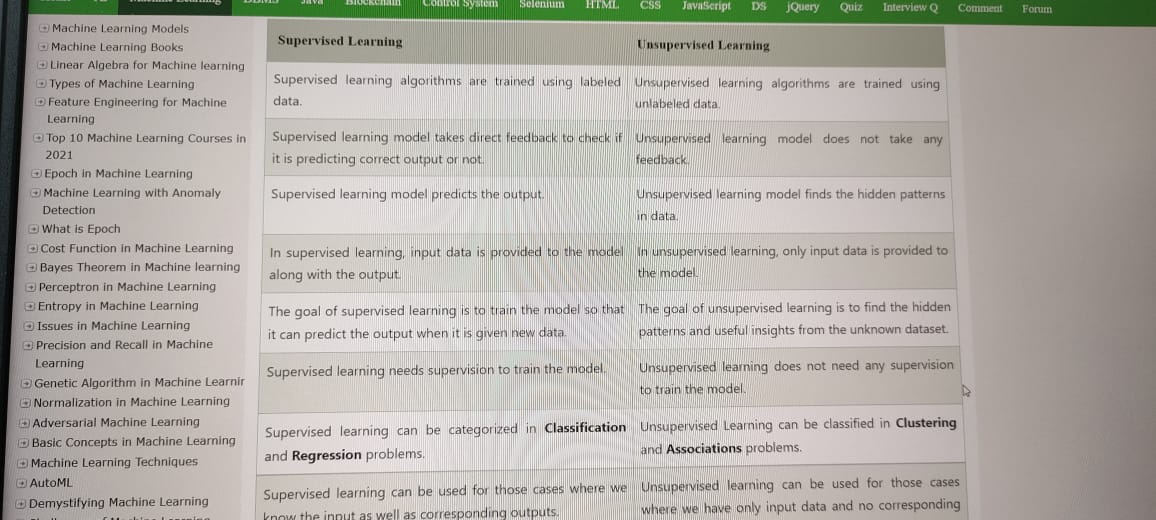 Java
Blockchain
Control System
Selenium
HTML
CSS
JavaScript
DS
jQuery
Quiz
Interview Q
Comment
Forum
Machine Learning Models
Machine Learning Books
Linear Algebra for Machine learning
Types of Machine Learning
Feature Engineering for Machine
Learning
Top 10 Machine Learning Courses in
2021
Epoch in Machine Learning
Machine Learning with Anomaly
Detection
What is Epoch
Cost Function in Machine Learning
Bayes Theorem in Machine learning
Perceptron in Machine Learning
Entropy in Machine Learning
Issues in Machine Learning
Precision and Recall in Machine
Learning
Genetic Algorithm in Machine Learnir
Normalization in Machine Learning
Adversarial Machine Learning
Basic Concepts in Machine Learning
Machine Learning Techniques
AutoML
Demystifying Machine Learning
Supervised Learning
Unsupervised Learning
Supervised learning algorithms are trained using labeled
data.
Unsupervised learning algorithms are trained using
unlabeled data.
Supervised learning model takes direct feedback to check if
it is predicting correct output or not.
Unsupervised learning model does not take any
feedback.
Supervised learning model predicts the output.
Unsupervised learning model finds the hidden patterns
in data.
In supervised learning, input data is provided to the model
along with the output.
In unsupervised learning, only input data is provided to
the model.
The goal of supervised learning is to train the model so that
it can predict the output when it is given new data.
The goal of unsupervised learning is to find the hidden
patterns and useful insights from the unknown dataset.
Supervised learning needs supervision to train the model.
Unsupervised learning does not need any supervision
to train the model.
Supervised learning can be categorized in Classification
and Regression problems.
Unsupervised Learning can be classified in Clustering
and Associations problems.
Supervised learning can be used for those cases where we
know the input as well as corresponding outputs.
Unsupervised learning can be used for those cases
where we have only input data and no corresponding